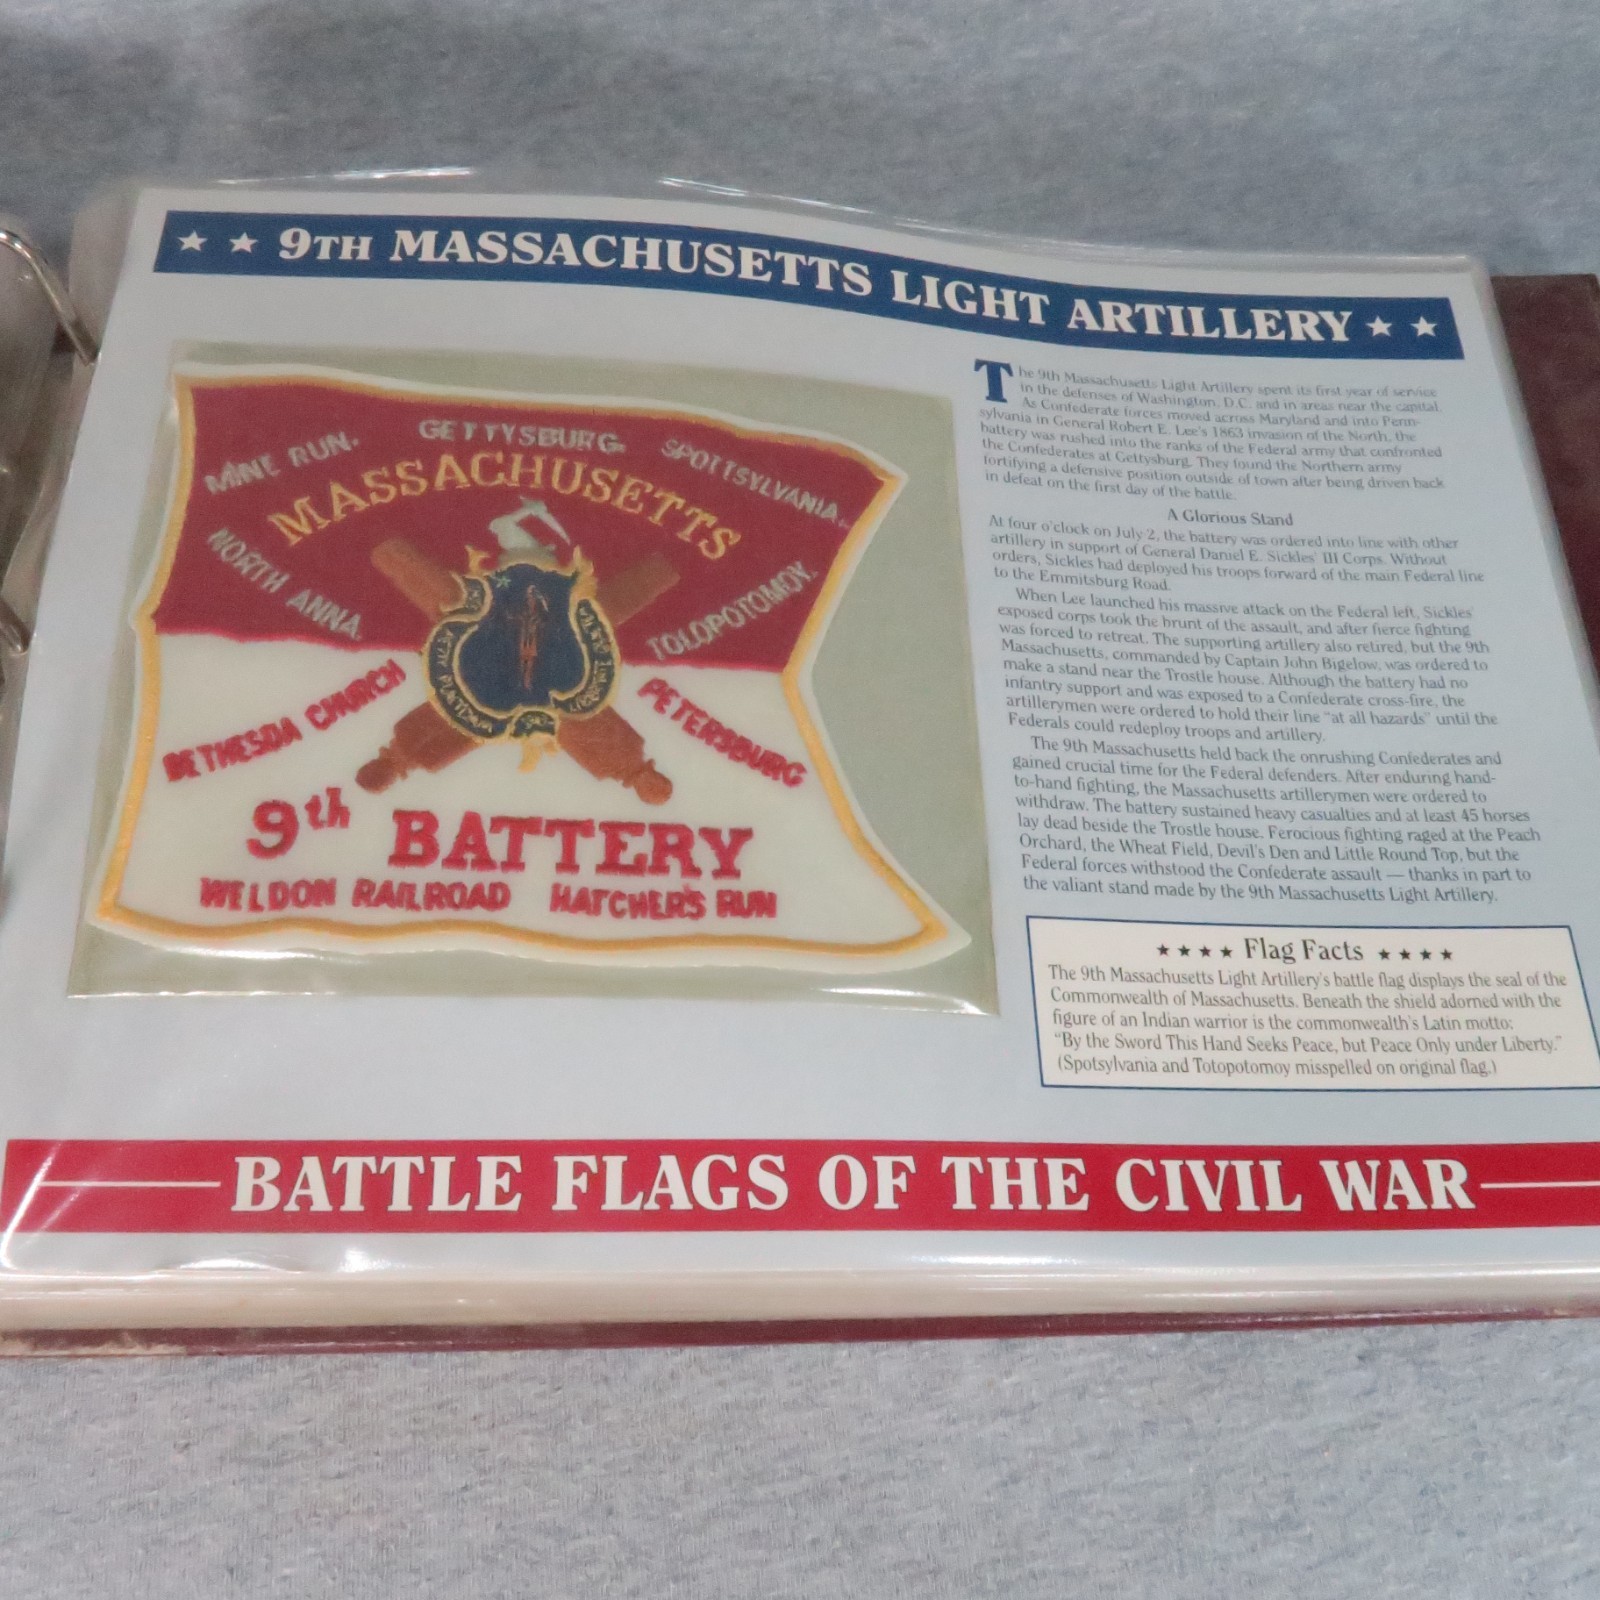 ★ ★ 9TH MASSACHUSETTS LIGHT ARTILLERY ★ ★
MINE RUN.
GETTYSBURG.
SPOTTSYLVANIA.
MASSACHUSETTS
NORTH ANNA.
TOLOPOTOMOY.
BETHESDA CHURCH
PETERSBURG
9th BATTERY
WELDON RAILROAD HATCHER'S RUN
The 9th Massachusetts Light Artillery spent its first year of service
in the defenses of Washington, D.C. and in areas near the capital.
As Confederate forces moved across Maryland and into Penn-
sylvania in General Robert E. Lee's 1863 invasion of the North, the
battery was rushed into the ranks of the Federal army that confronted
the Confederates at Gettysburg. They found the Northern army
fortifying a defensive position outside of town after being driven back
in defeat on the first day of the battle.
A Glorious Stand
At four o'clock on July 2, the battery was ordered into line with other
artillery in support of General Daniel E. Sickles' III Corps. Without
orders, Sickles had deployed his troops forward of the main Federal line
to the Emmitsburg Road.
When Lee launched his massive attack on the Federal left, Sickles'
exposed corps took the brunt of the assault, and after fierce fighting
was forced to retreat. The supporting artillery also retired, but the 9th
Massachusetts, commanded by Captain John Bigelow, was ordered to
make a stand near the Trostle house. Although the battery had no
infantry support and was exposed to a Confederate cross-fire, the
artillerymen were ordered to hold their line "at all hazards" until the
Federals could redeploy troops and artillery.
The 9th Massachusetts held back the onrushing Confederates and
gained crucial time for the Federal defenders. After enduring hand-
to-hand fighting, the Massachusetts artillerymen were ordered to
withdraw. The battery sustained heavy casualties and at least 45 horses
lay dead beside the Trostle house. Ferocious fighting raged at the Peach
Orchard, the Wheat Field, Devil's Den and Little Round Top, but the
Federal forces withstood the Confederate assault — thanks in part to
the valiant stand made by the 9th Massachusetts Light Artillery.
★ ★ ★ ★ Flag Facts ★ ★ ★ ★
The 9th Massachusetts Light Artillery's battle flag displays the seal of the
Commonwealth of Massachusetts. Beneath the shield adorned with the
figure of an Indian warrior is the commonwealth's Latin motto:
"By the Sword This Hand Seeks Peace, but Peace Only under Liberty."
(Spotsylvania and Totopotomoy misspelled on original flag.)
BATTLE FLAGS OF THE CIVIL WAR